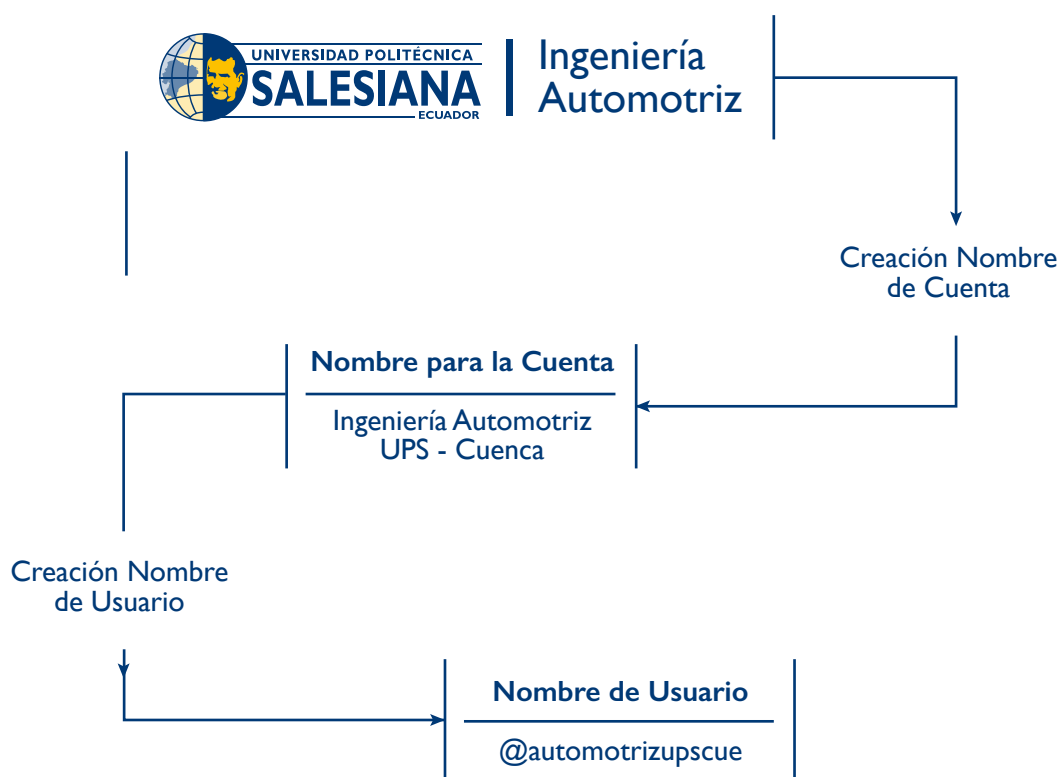 UNIVERSIDAD POLITÉCNICA
SALESIANA
ECUADOR
Ingeniería
Automotriz
Creación Nombre
de Cuenta
Nombre para la Cuenta
Ingeniería Automotriz
UPS - Cuenca
Creación Nombre
de Usuario
Nombre de Usuario
@automotrizupscue